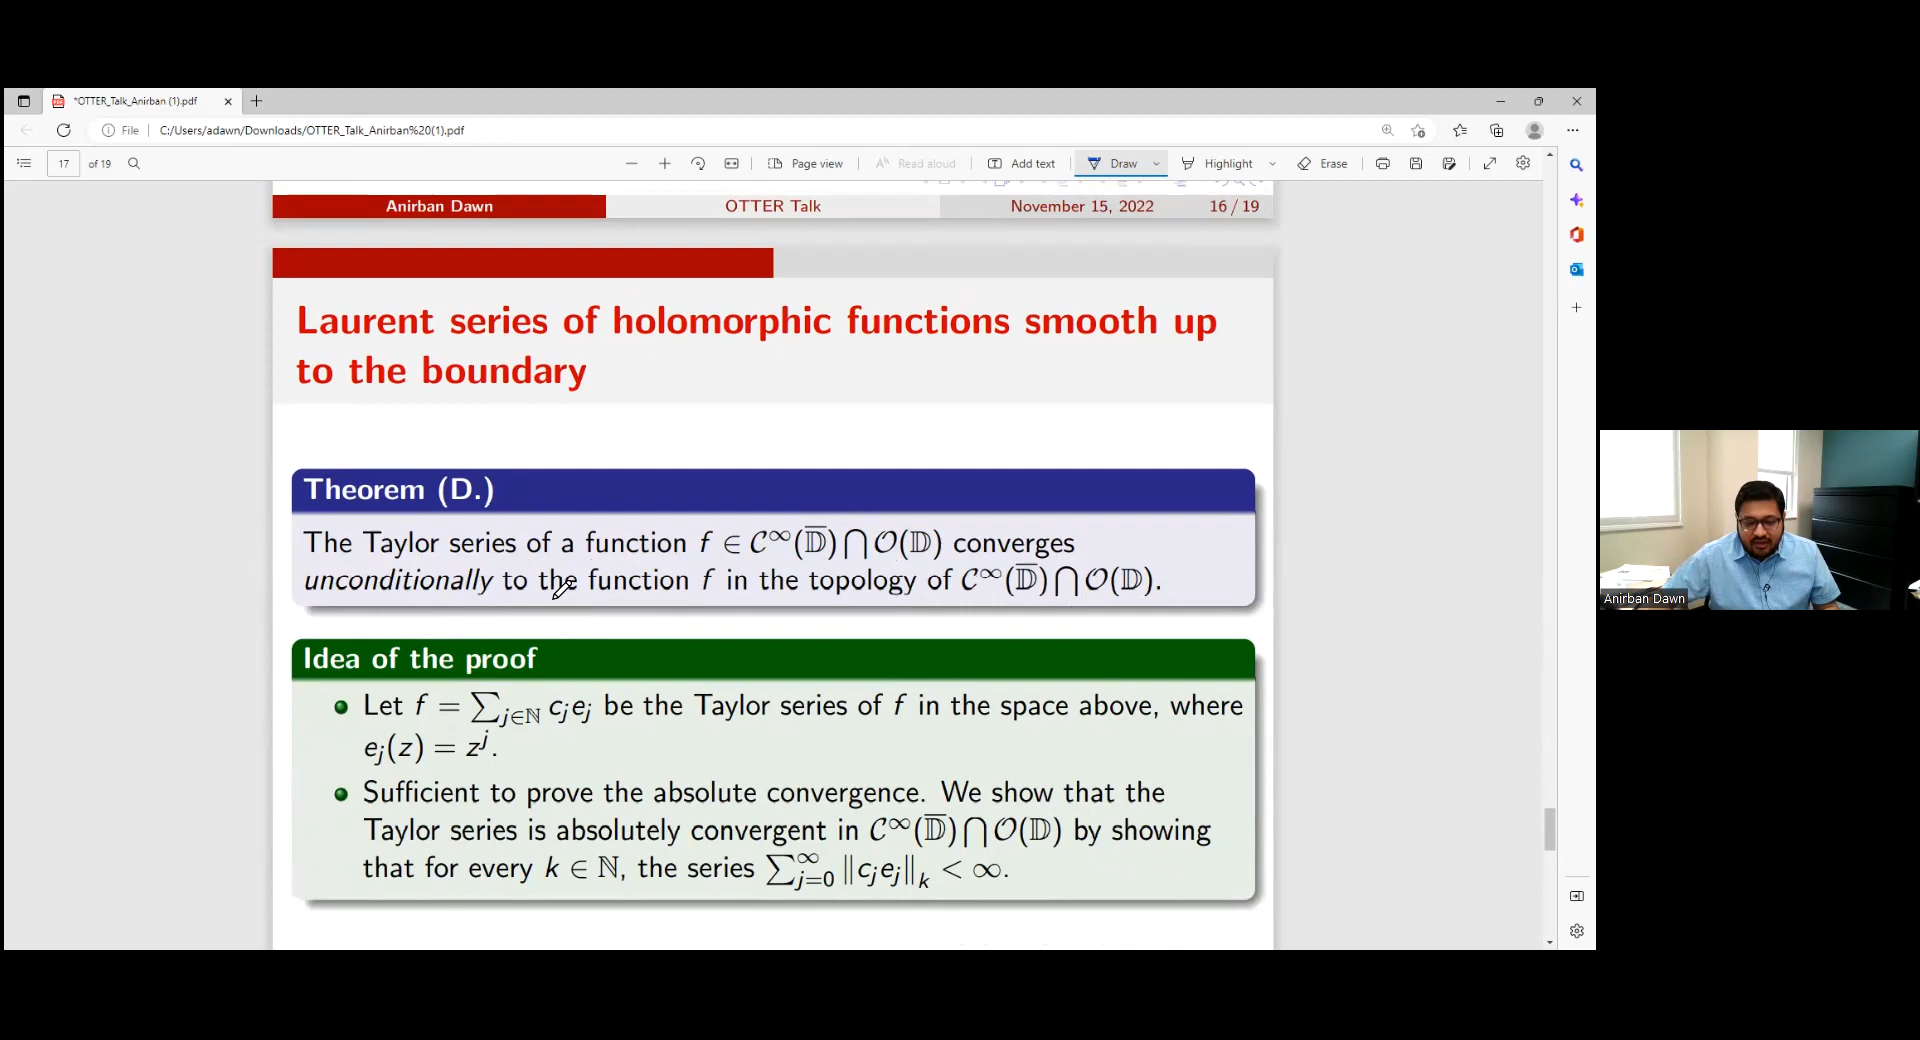 *OTTER_Talk_Anirban (1).pdf
File C:/Users/adawn/Downloads/OTTER_Talk_Anirban%20(1).pdf
17 of 19 Page view Read aloud Add text Draw Highlight Erase
Anirban Dawn OTTER Talk November 15, 2022 16 / 19
Laurent series of holomorphic functions smooth up
to the boundary
Theorem (D.)
The Taylor series of a function f ∈ 𝒞^∞(𝔻̅) ⋂ 𝒪(𝔻) converges
unconditionally to the function f in the topology of 𝒞^∞(𝔻̅) ⋂ 𝒪(𝔻).
Idea of the proof
Let f = ∑_{j∈ℕ} c_j e_j be the Taylor series of f in the space above, where
e_j(z) = z^j.
Sufficient to prove the absolute convergence. We show that the
Taylor series is absolutely convergent in 𝒞^∞(𝔻̅) ⋂ 𝒪(𝔻) by showing
that for every k ∈ ℕ, the series ∑_{j=0}^∞ ‖c_j e_j‖_k < ∞.
Anirban Dawn